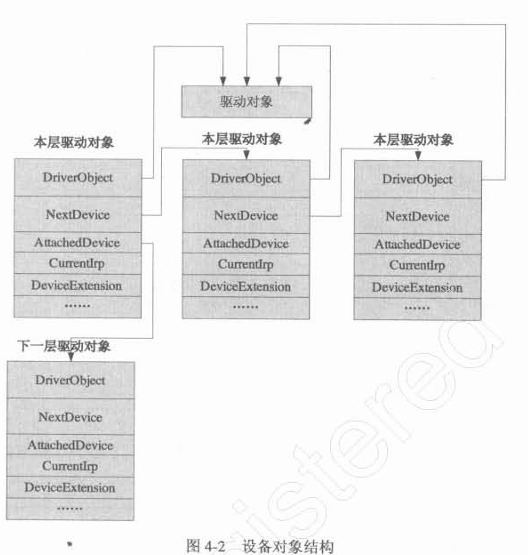 驱动对象
本层驱动对象
本层驱动对象
本层驱动对象
DriverObject
NextDevice
AttachedDevice
CurrentIrp
DeviceExtension
……
DriverObject
NextDevice
AttachedDevice
CurrentIrp
DeviceExtension
……
DriverObject
NextDevice
AttachedDevice
CurrentIrp
DeviceExtension
……
下一层驱动对象
DriverObject
NextDevice
AttachedDevice
CurrentIrp
DeviceExtension
……
图 4-2 设备对象结构